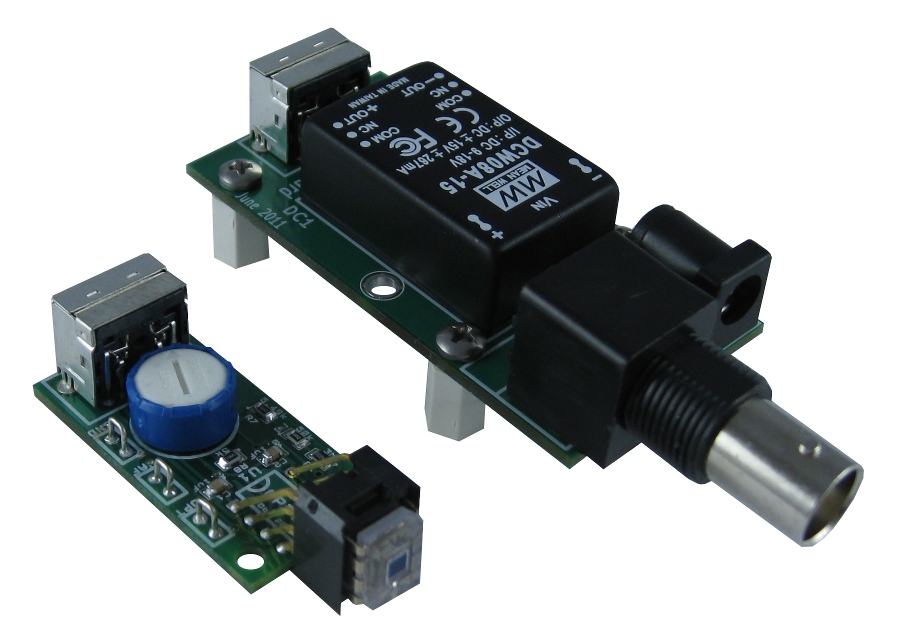 -OUT
NC
COM
MADE IN TAIWAN
+OUT
NC
COM
CE
FC
O/P : DC ±15V ± 267mA
I/P : DC 9-18V
DCW08A-15
MW
MEAN WELL
-
VIN
+
DC1
June 2011
U1